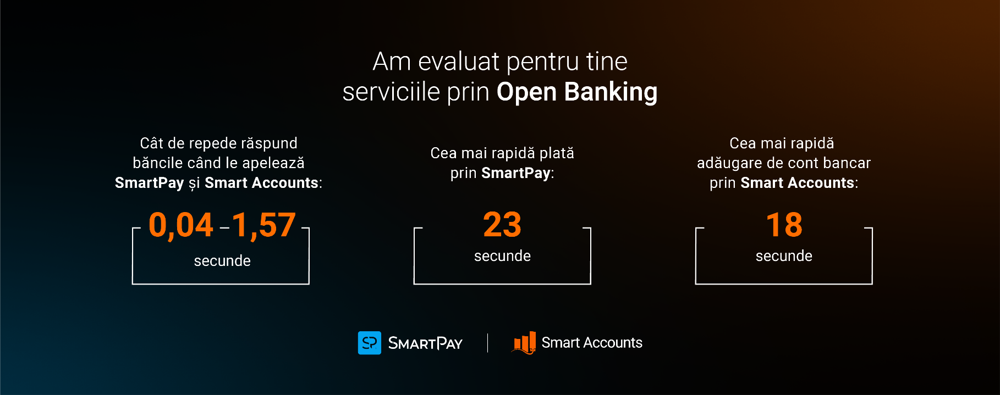 Am evaluat pentru tine
serviciile prin Open Banking
Cât de repede răspund
băncile când le apelează
SmartPay și Smart Accounts:
0,04 – 1,57
secunde
Cea mai rapidă plată
prin SmartPay:
23
secunde
Cea mai rapidă
adăugare de cont bancar
prin Smart Accounts:
18
secunde
SP SMARTPAY
Smart Accounts